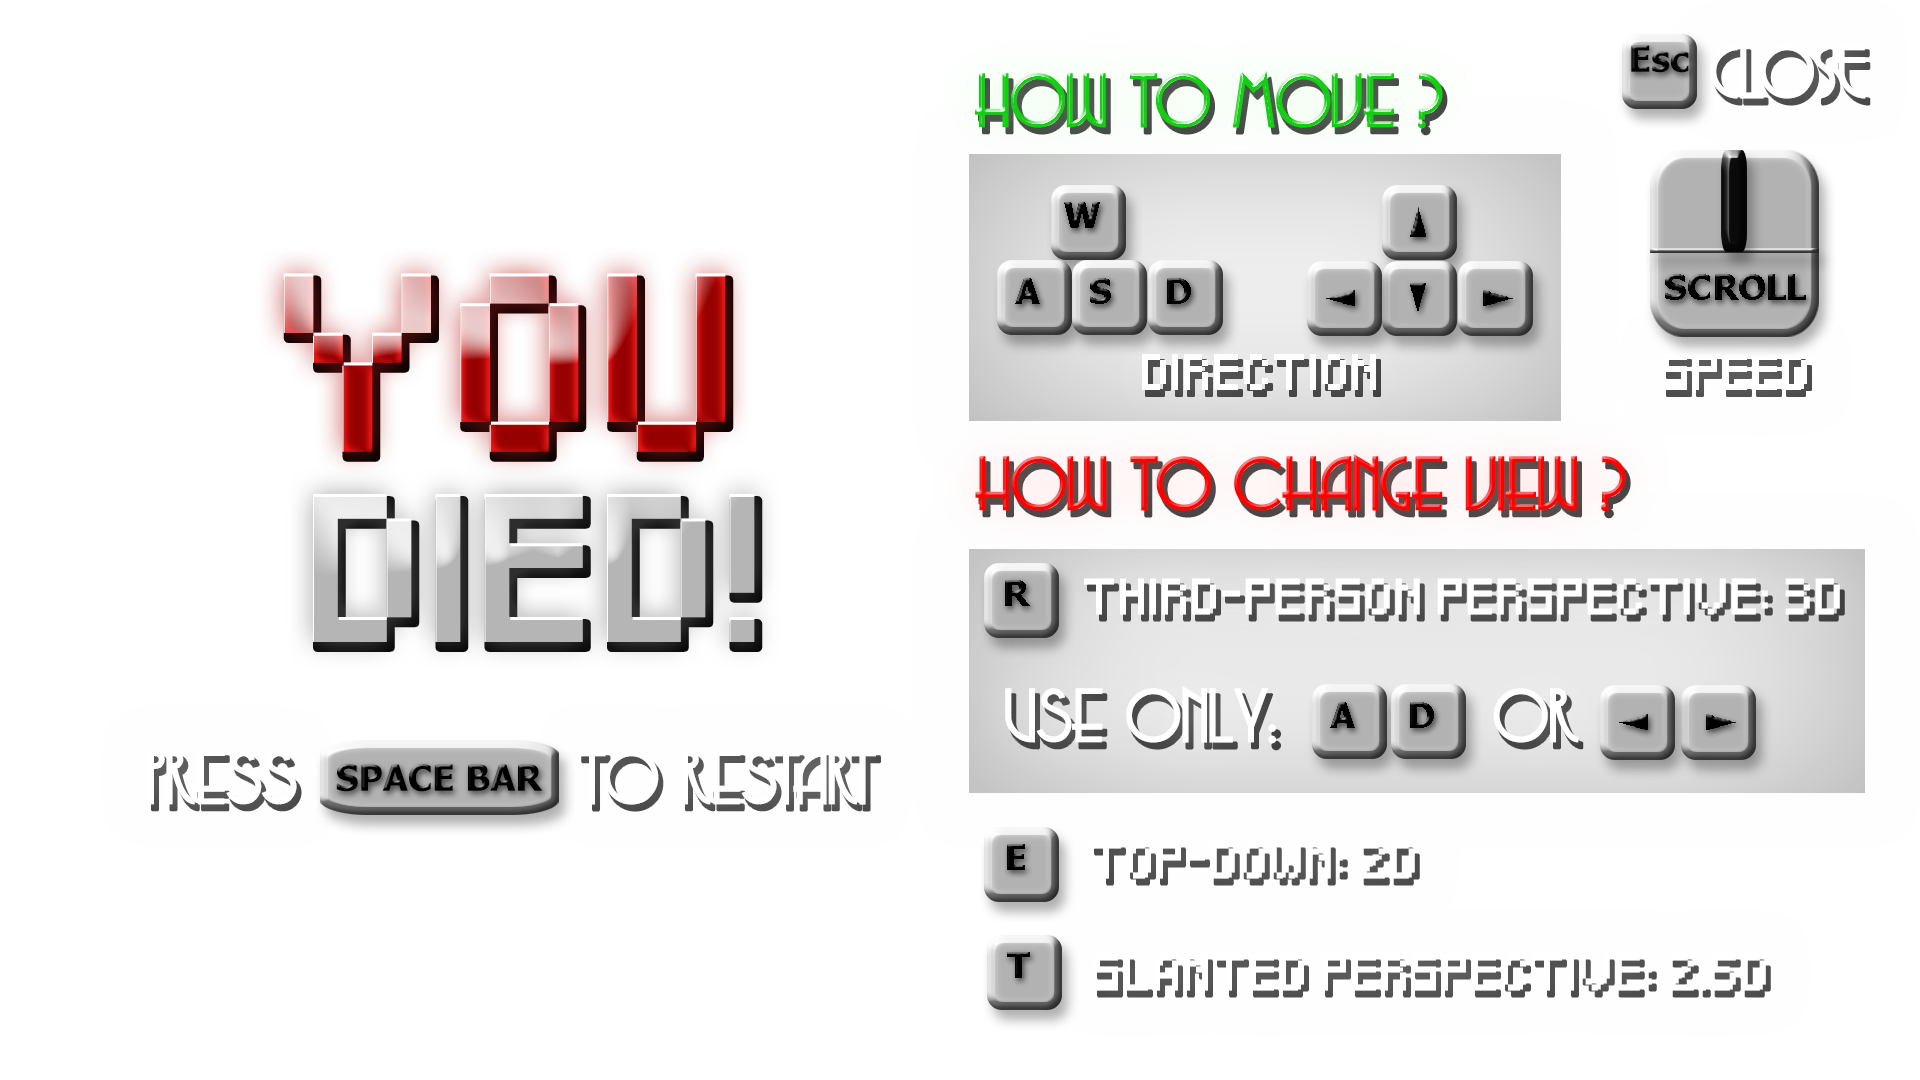 YOU
DIED!
PRESS SPACE BAR TO RESTART
Esc CLOSE
HOW TO MOVE ?
W
A S D
▲
◄ ▼ ►
DIRECTION
SCROLL
SPEED
HOW TO CHANGE VIEW ?
R THIRD-PERSON PERSPECTIVE: 3D
USE ONLY: A D OR ◄ ►
E TOP-DOWN: 2D
T SLANTED PERSPECTIVE: 2.5D